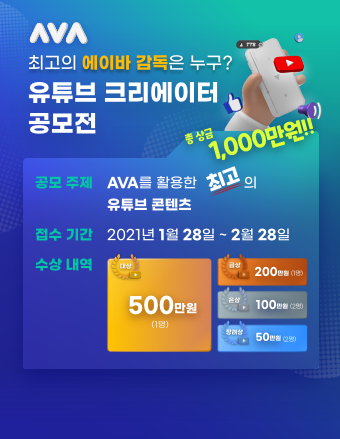 AVA
TTS
최고의 에이바 감독은 누구?
유튜브 크리에이터
공모전
총 상금
1,000만원!!
공모 주제
AVA를 활용한 최고의
유튜브 콘텐츠
접수 기간
2021년 1월 28일 ~ 2월 28일
수상 내역
대상
500만원
(1명)
금상
200만원 (1명)
은상
100만원 (2명)
장려상
50만원 (2명)